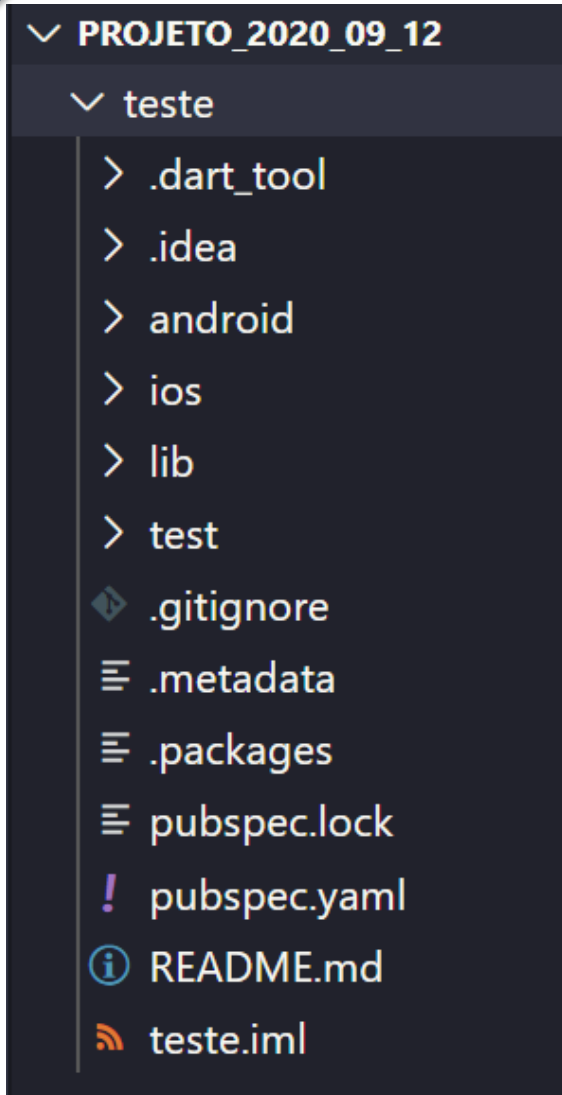 PROJETO_2020_09_12
teste
.dart_tool
.idea
android
ios
lib
test
.gitignore
.metadata
.packages
pubspec.lock
pubspec.yaml
README.md
teste.iml